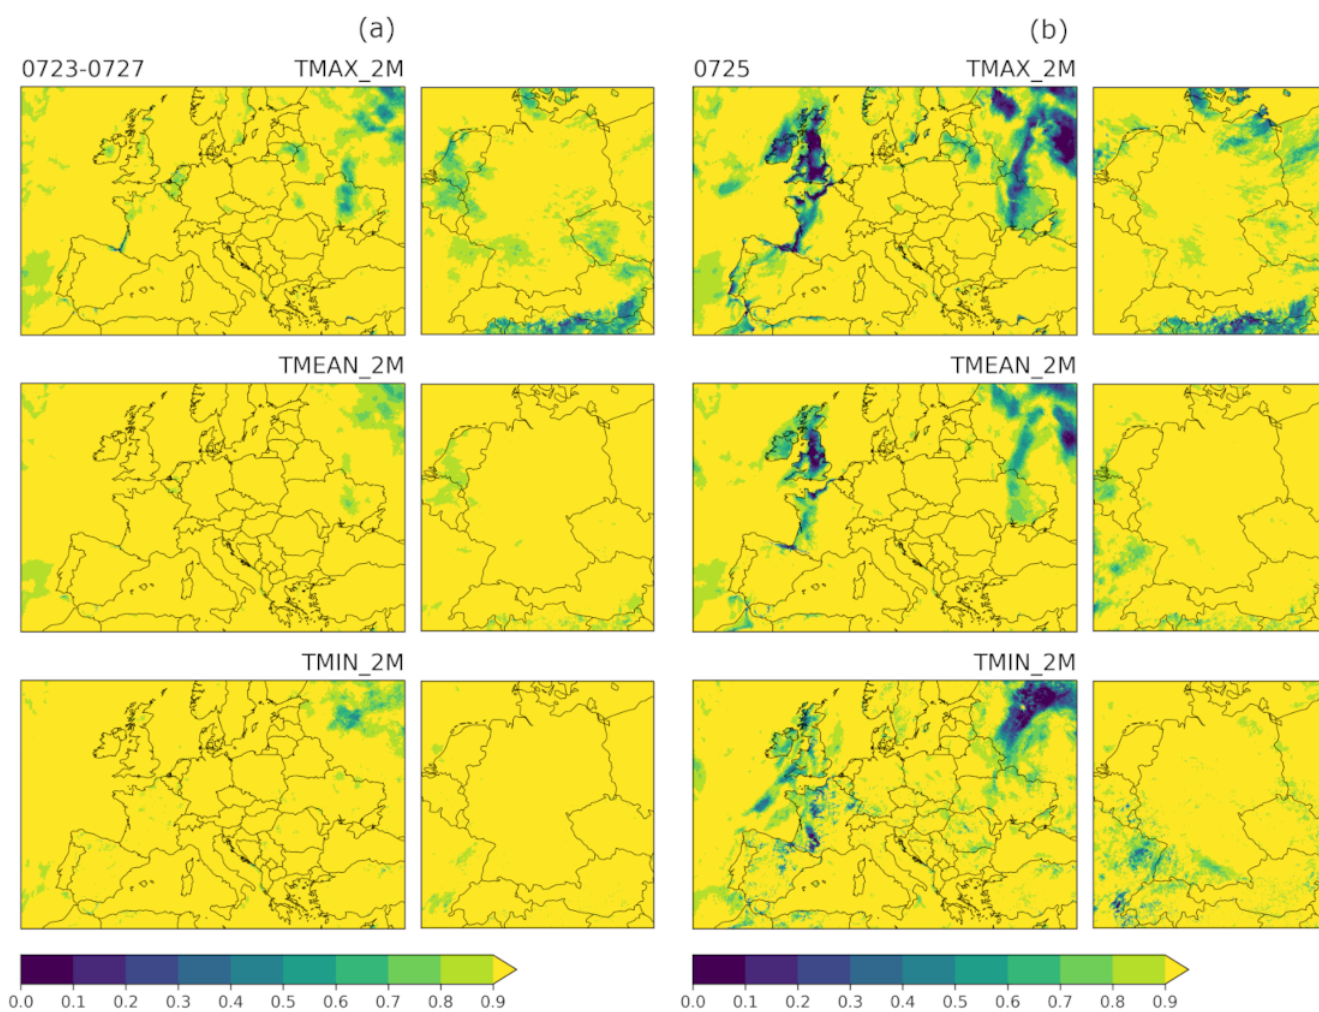 (a) (b)
0723-0727 TMAX_2M 0725 TMAX_2M
TMEAN_2M TMEAN_2M
TMIN_2M TMIN_2M
0.0 0.1 0.2 0.3 0.4 0.5 0.6 0.7 0.8 0.9 0.0 0.1 0.2 0.3 0.4 0.5 0.6 0.7 0.8 0.9